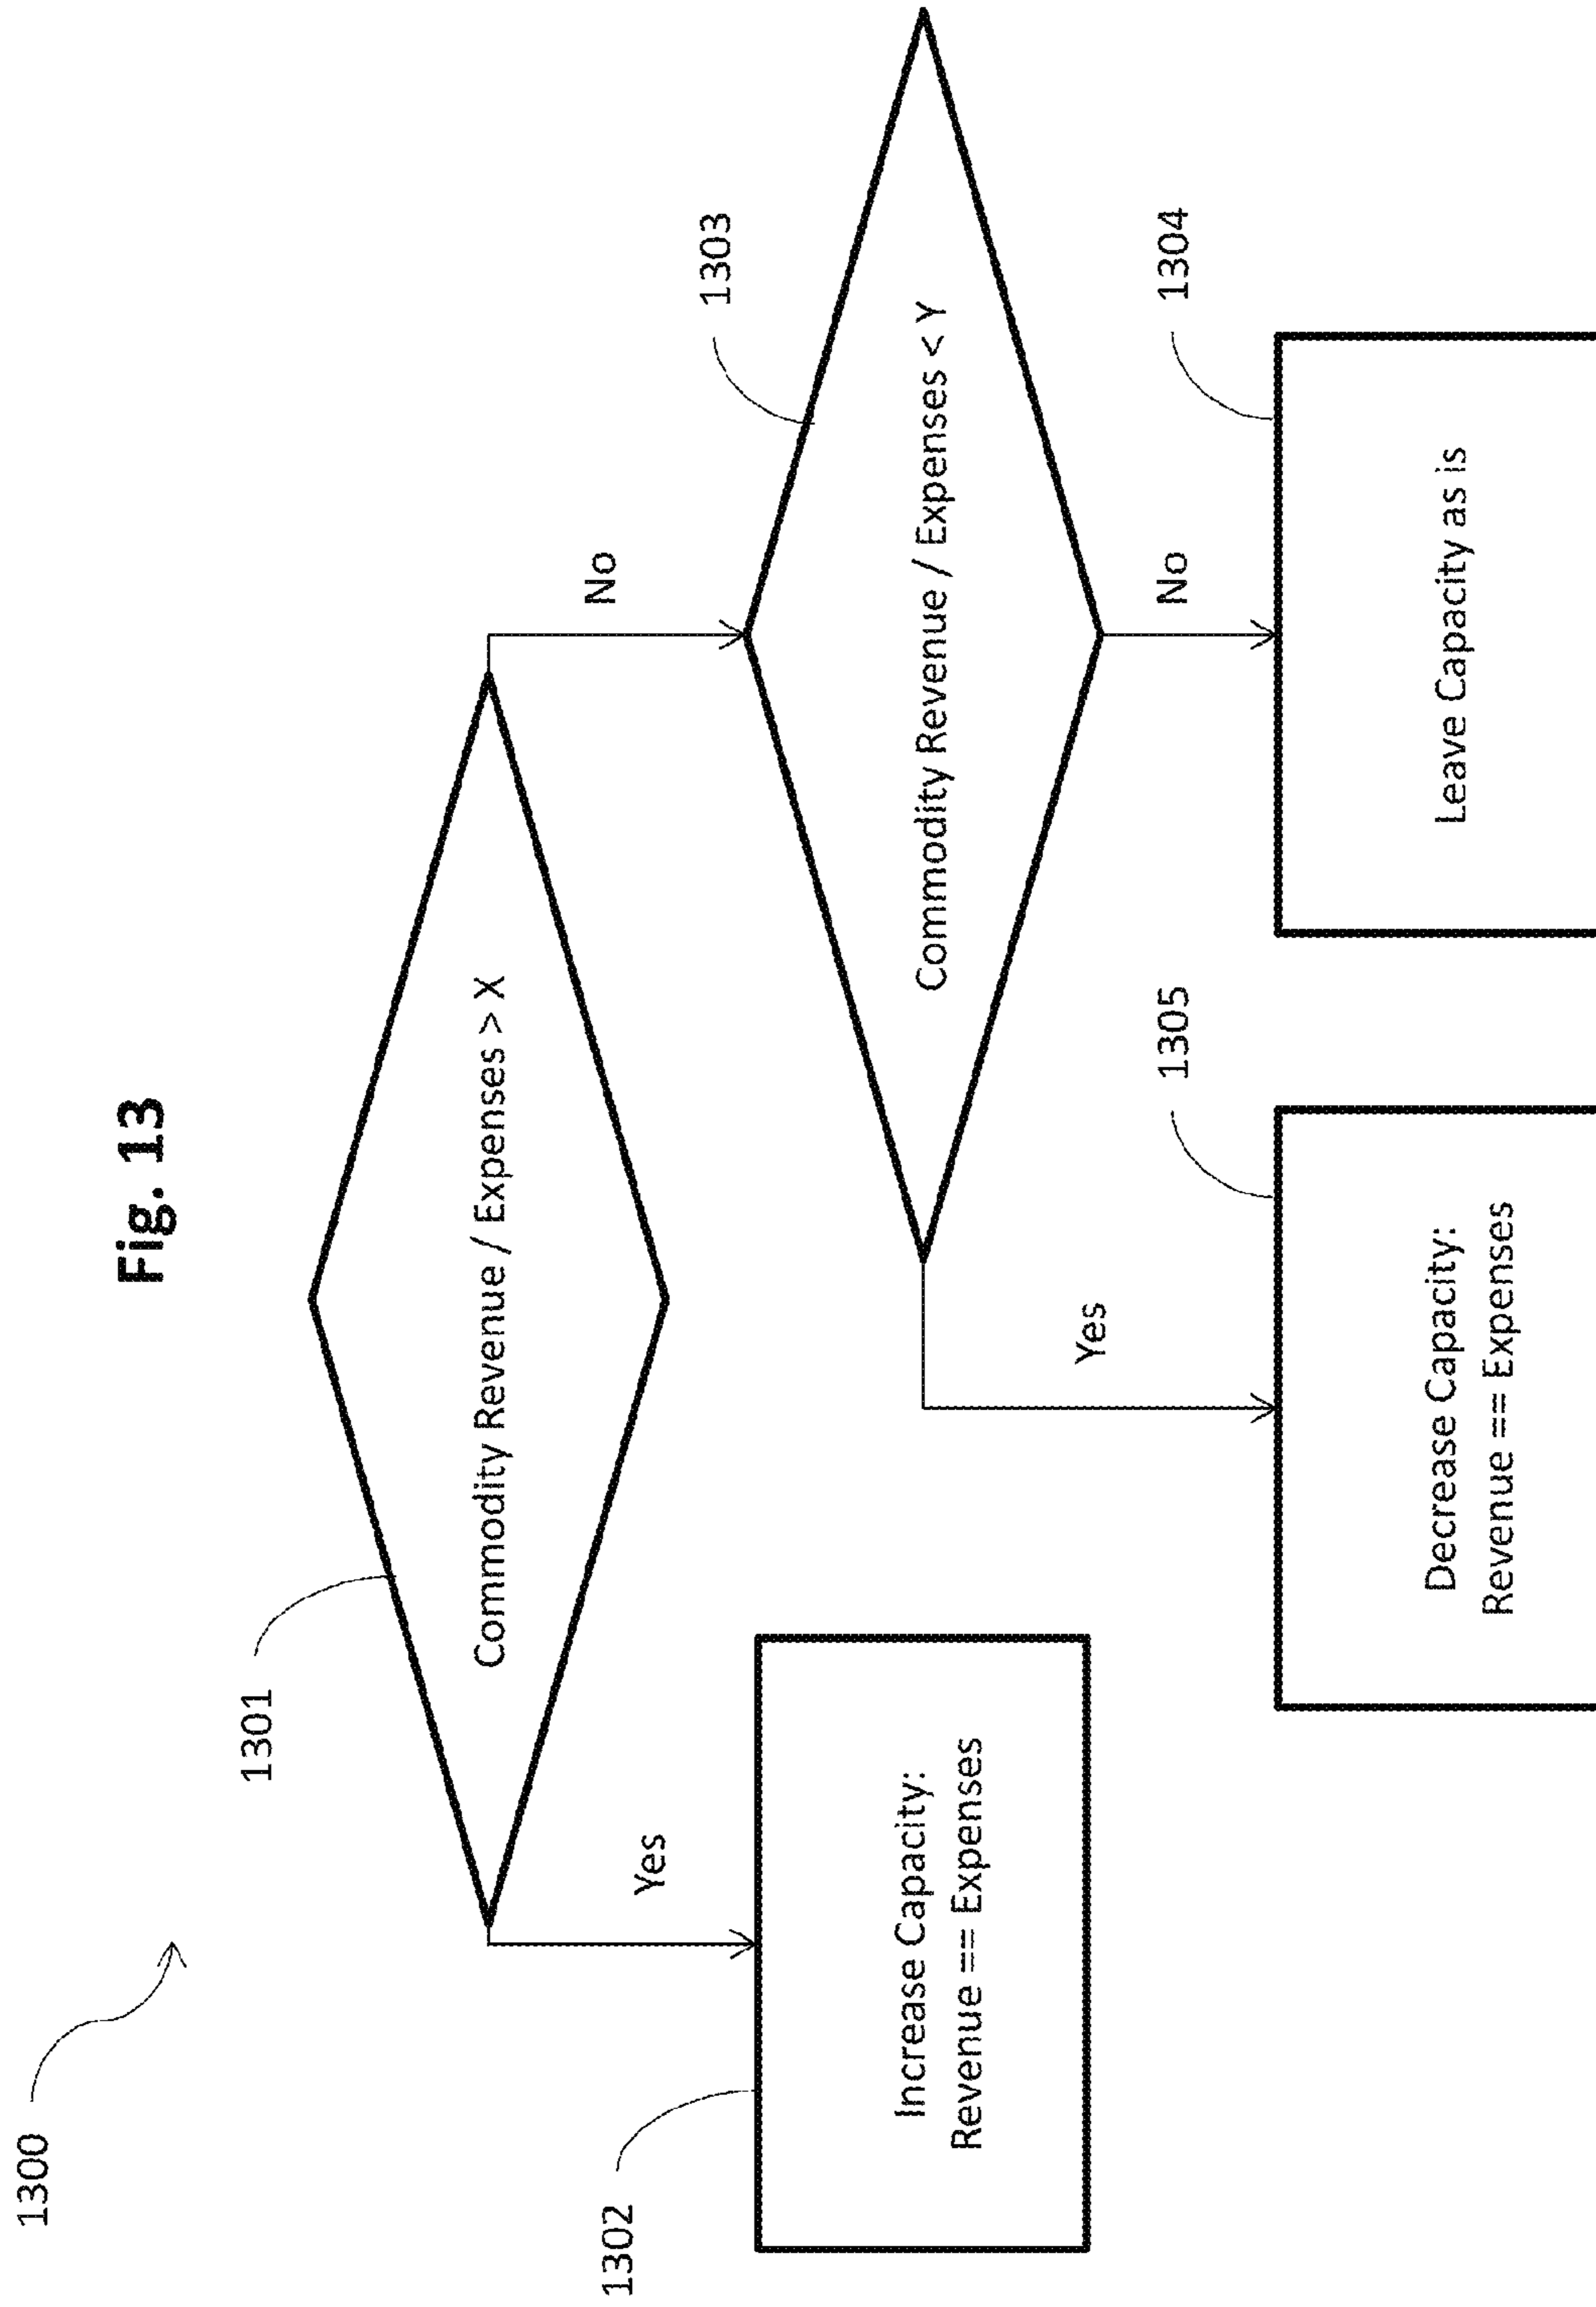 Fig. 13
1300
1301
Commodity Revenue / Expenses > X
Yes
No
1302
Increase Capacity:
Revenue == Expenses
1303
Commodity Revenue / Expenses < Y
Yes
No
1305
Decrease Capacity:
Revenue == Expenses
1304
Leave Capacity as is